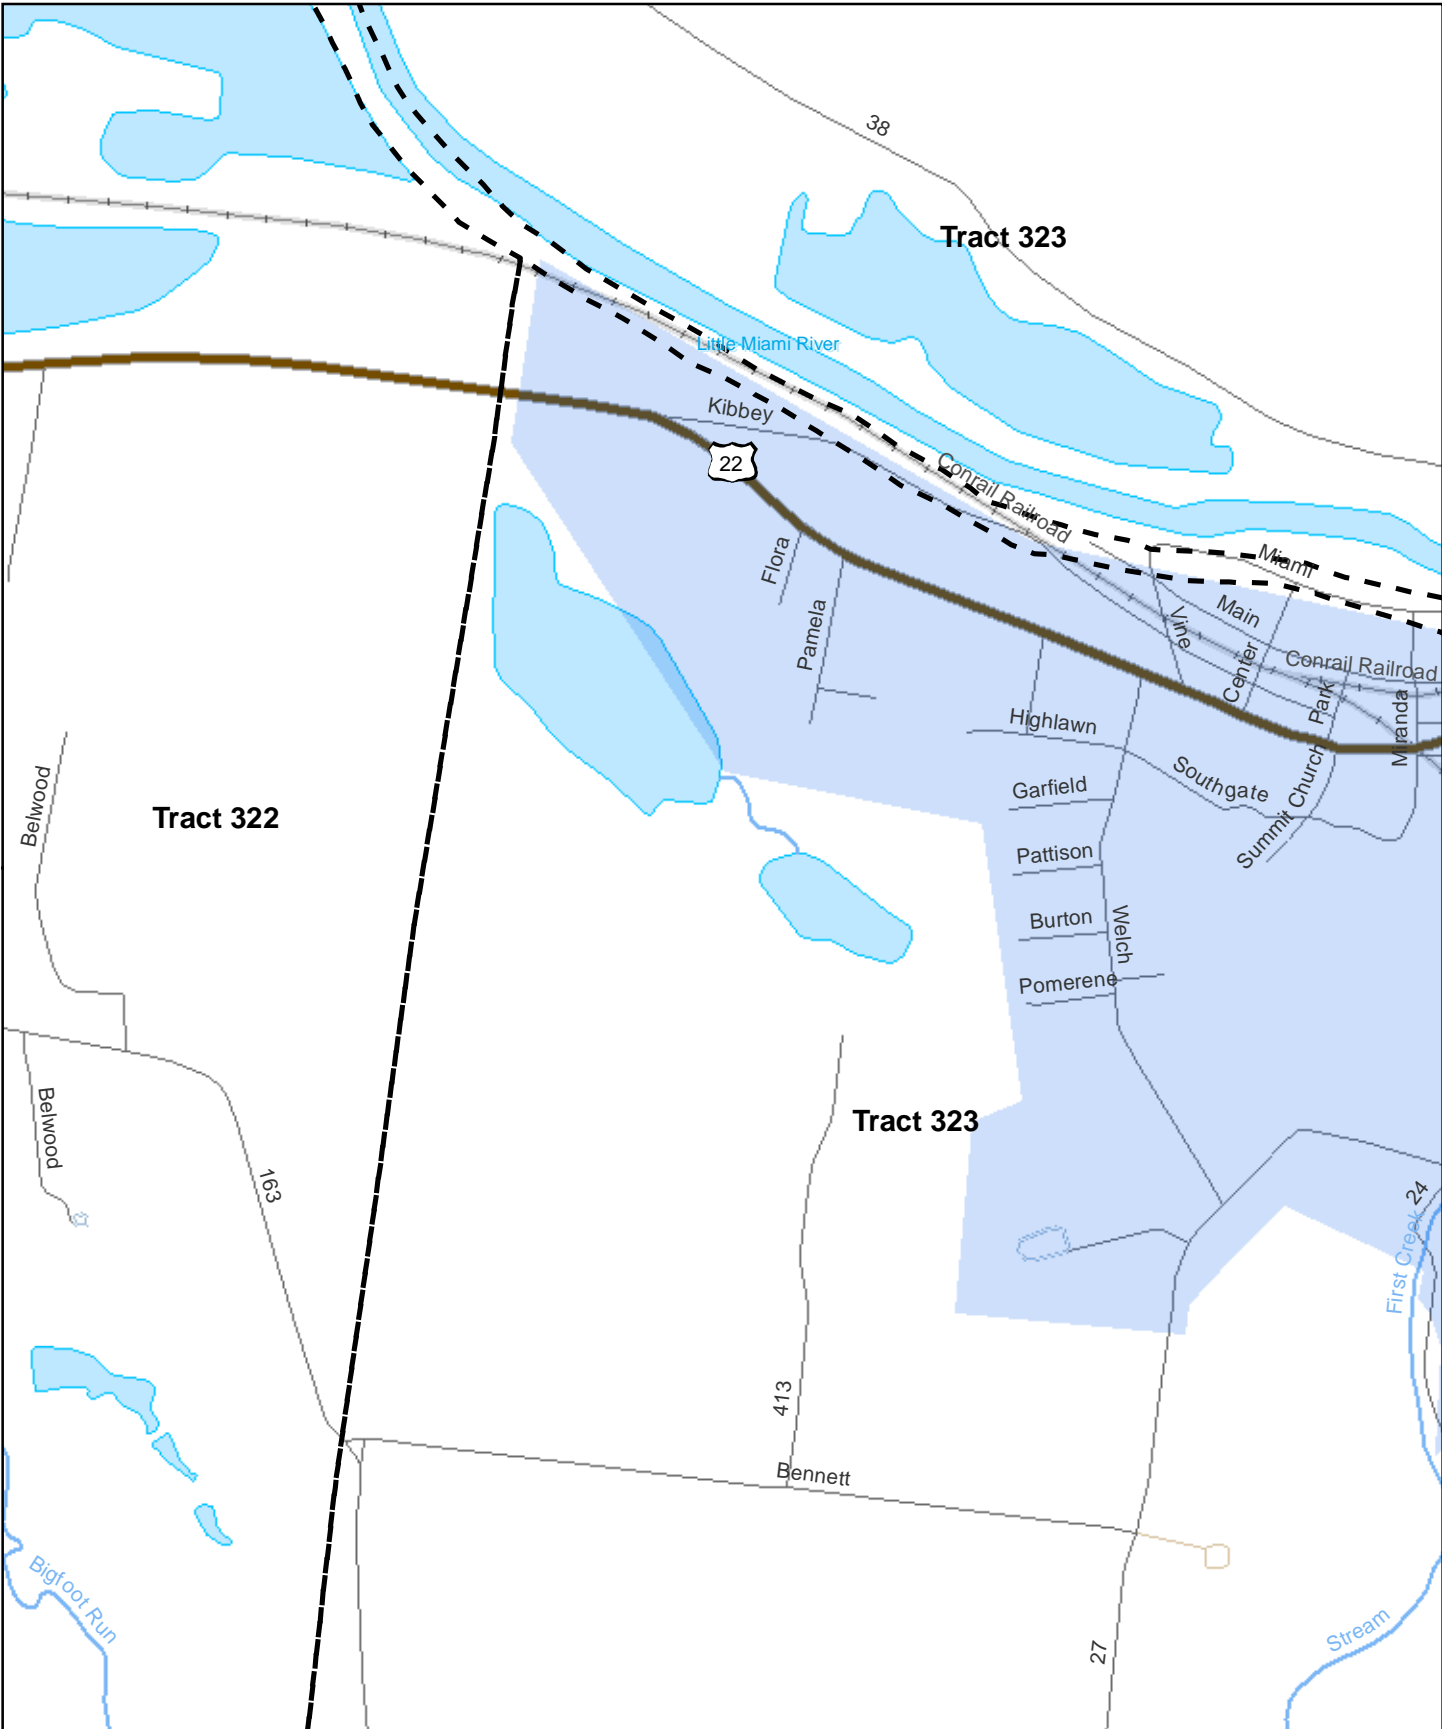 38
Tract 323
Little Miami River
Kibbey
22
Conrail Railroad
Flora
Miami
Main
Vine
Pamela
Center
Conrail Railroad
Park
Miranda
Highlawn
Southgate
Garfield
Church
Summit
Belwood
Tract 322
Pattison
Burton
Welch
Pomerene
Belwood
Tract 323
163
24
First Creek
413
Bennett
Bigfoot Run
Stream
27